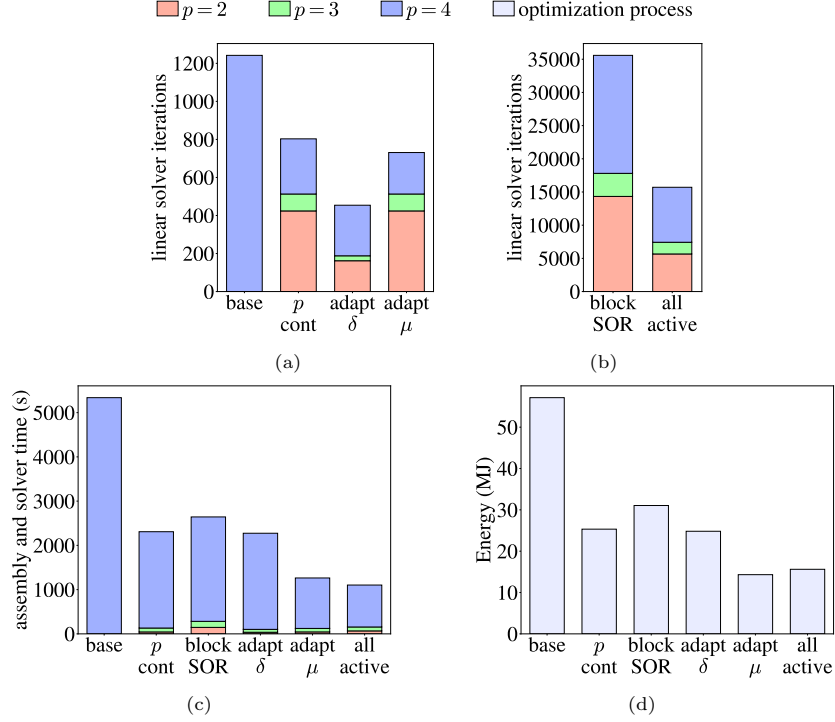 p = 2 p = 3 p = 4 optimization process
linear solver iterations
1200
1000
800
600
400
200
0
base p cont adapt δ adapt μ
(a)
linear solver iterations
35000
30000
25000
20000
15000
10000
5000
0
block SOR all active
(b)
assembly and solver time (s)
5000
4000
3000
2000
1000
0
base p cont block SOR adapt δ adapt μ all active
(c)
Energy (MJ)
50
40
30
20
10
0
base p cont block SOR adapt δ adapt μ all active
(d)